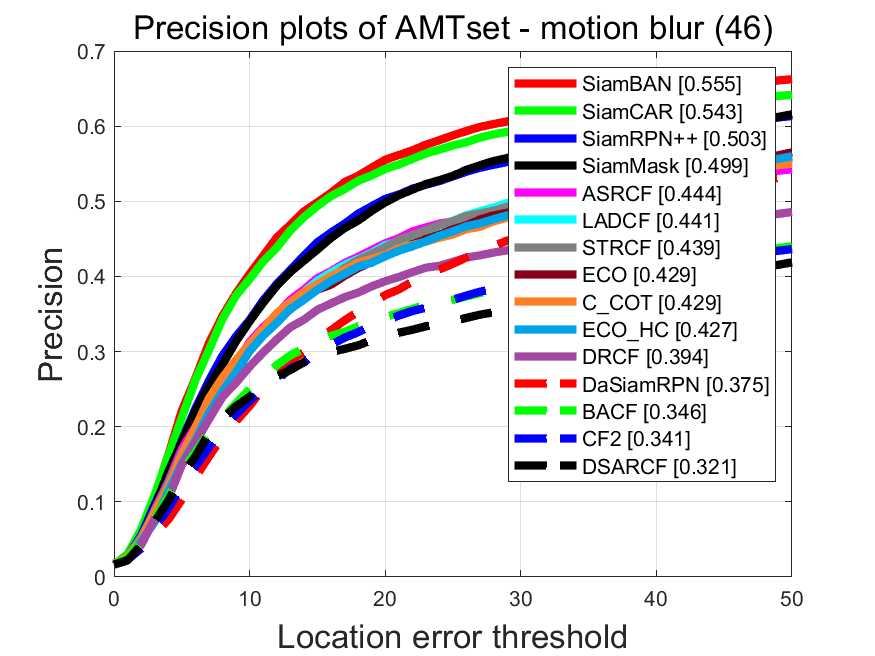 Precision plots of AMTset - motion blur (46)
0.7
0.6
0.5
0.4
0.3
0.2
0.1
0
Precision
SiamBAN [0.555]
SiamCAR [0.543]
SiamRPN++ [0.503]
SiamMask [0.499]
ASRCF [0.444]
LADCF [0.441]
STRCF [0.439]
ECO [0.429]
C_COT [0.429]
ECO_HC [0.427]
DRCF [0.394]
DaSiamRPN [0.375]
BACF [0.346]
CF2 [0.341]
DSARCF [0.321]
0 10 20 30 40 50
Location error threshold